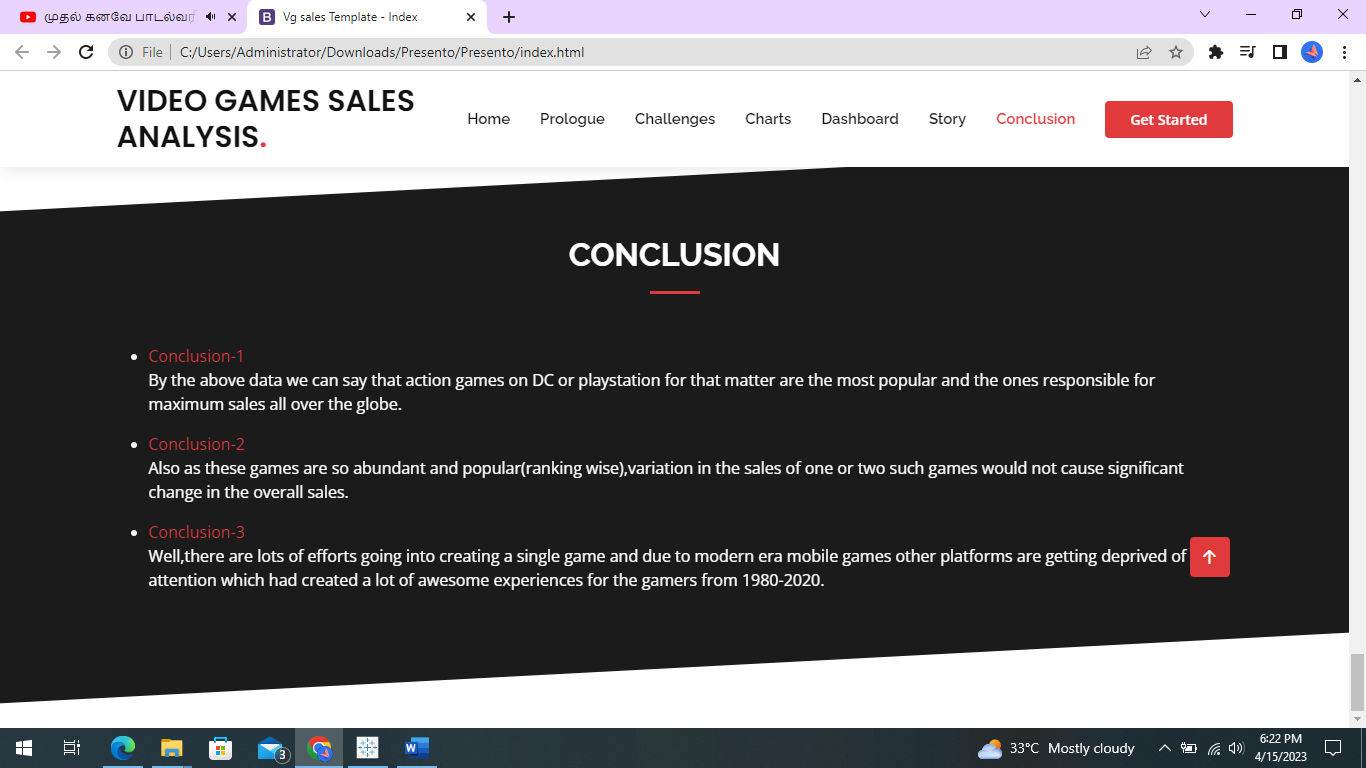 முதல் கனவே பாடல்வரி
Vg sales Template - Index
File
C:/Users/Administrator/Downloads/Presento/Presento/index.html
VIDEO GAMES SALES
ANALYSIS.
Home Prologue Challenges Charts Dashboard Story Conclusion Get Started
CONCLUSION
Conclusion-1
By the above data we can say that action games on DC or playstation for that matter are the most popular and the ones responsible for
maximum sales all over the globe.
Conclusion-2
Also as these games are so abundant and popular(ranking wise),variation in the sales of one or two such games would not cause significant
change in the overall sales.
Conclusion-3
Well,there are lots of efforts going into creating a single game and due to modern era mobile games other platforms are getting deprived of
attention which had created a lot of awesome experiences for the gamers from 1980-2020.
3
33°C Mostly cloudy
6:22 PM
4/15/2023